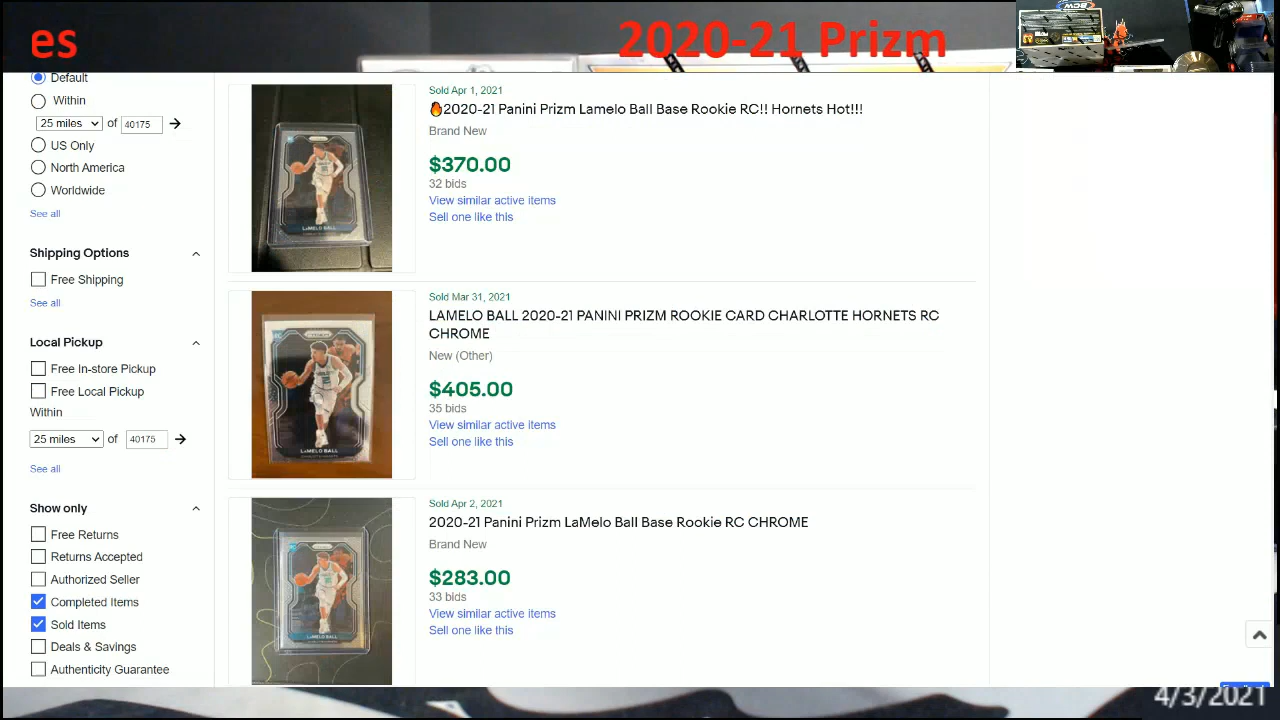 es
2020-21 Prizm
BCW
Default
Within
25 miles of 40175
US Only
North America
Worldwide
See all
Shipping Options
Free Shipping
See all
Local Pickup
Free In-store Pickup
Free Local Pickup
Within
25 miles of 40175
See all
Show only
Free Returns
Returns Accepted
Authorized Seller
Completed Items
Sold Items
Deals & Savings
Authenticity Guarantee
Sold Apr 1, 2021
2020-21 Panini Prizm Lamelo Ball Base Rookie RC!! Hornets Hot!!!
Brand New
$370.00
32 bids
View similar active items
Sell one like this
LaMELO BALL
Sold Mar 31, 2021
LAMELO BALL 2020-21 PANINI PRIZM ROOKIE CARD CHARLOTTE HORNETS RC
CHROME
New (Other)
$405.00
35 bids
View similar active items
Sell one like this
LaMELO BALL
Sold Apr 2, 2021
2020-21 Panini Prizm LaMelo Ball Base Rookie RC CHROME
Brand New
$283.00
33 bids
View similar active items
Sell one like this
LaMELO BALL
4/3/2021